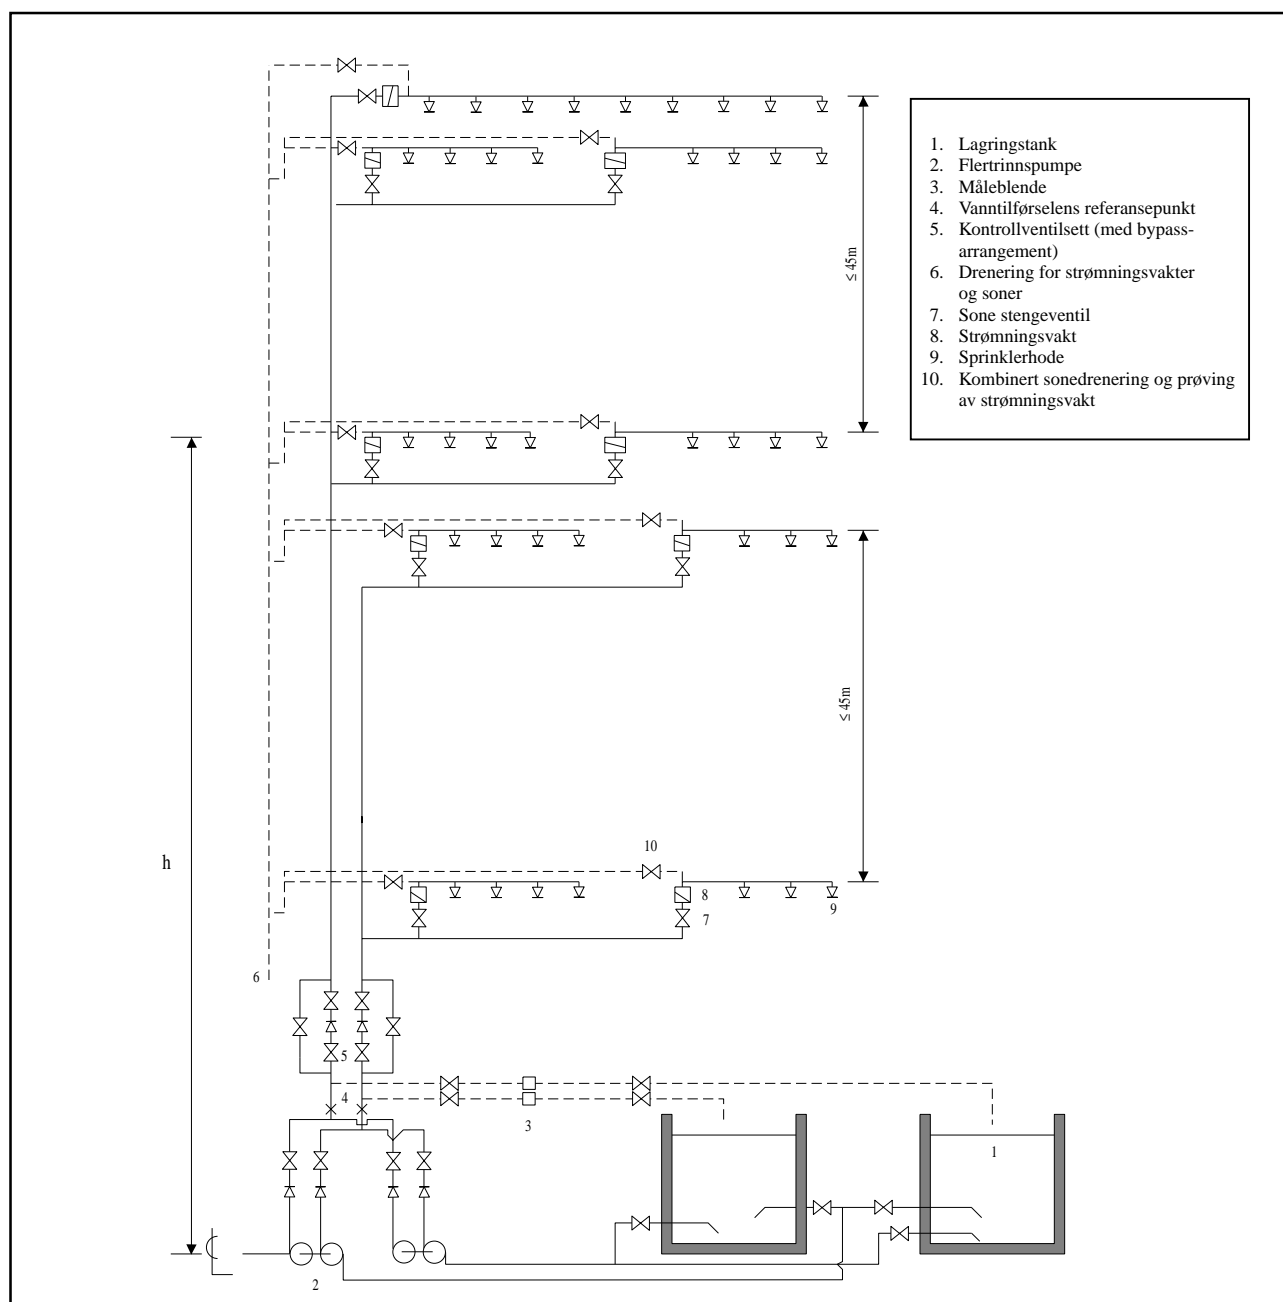 1. Lagringstank
2. Flertrinnspumpe
3. Måleblende
4. Vanntilførselens referansepunkt
5. Kontrollventilsett (med bypass-
arrangement)
6. Drenering for strømningsvakter
og soner
7. Sone stengeventil
8. Strømningsvakt
9. Sprinklerhode
10. Kombinert sonedrenering og prøving
av strømningsvakt
≤ 45m
≤ 45m
h
10
8
9
7
6
5
4
3
1
2